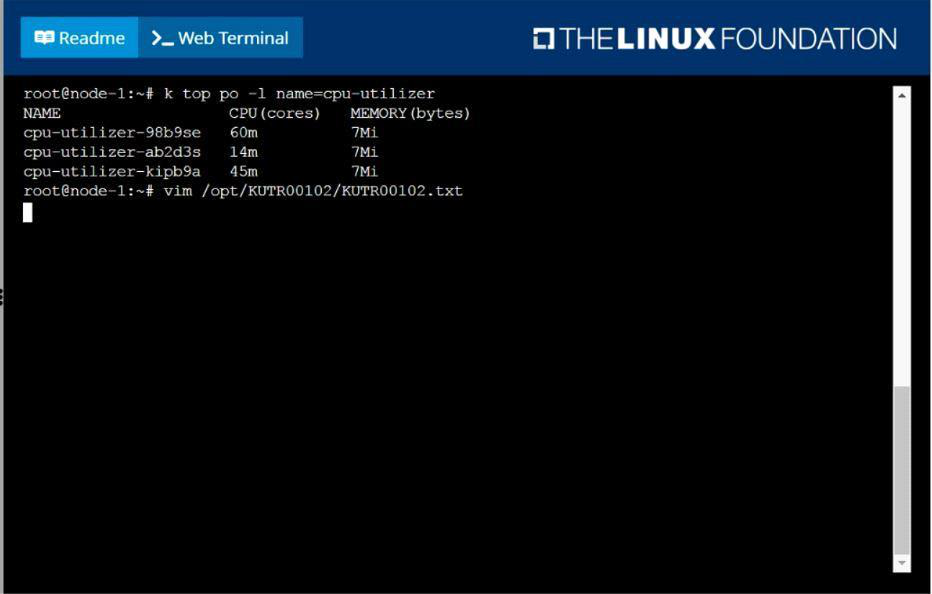 Readme
Web Terminal
THE LINUX FOUNDATION
root@node-1:~# k top po -l name=cpu-utilizer
NAME CPU(cores) MEMORY(bytes)
cpu-utilizer-98b9se 60m 7Mi
cpu-utilizer-ab2d3s 14m 7Mi
cpu-utilizer-kipb9a 45m 7Mi
root@node-1:~# vim /opt/KUTR00102/KUTR00102.txt